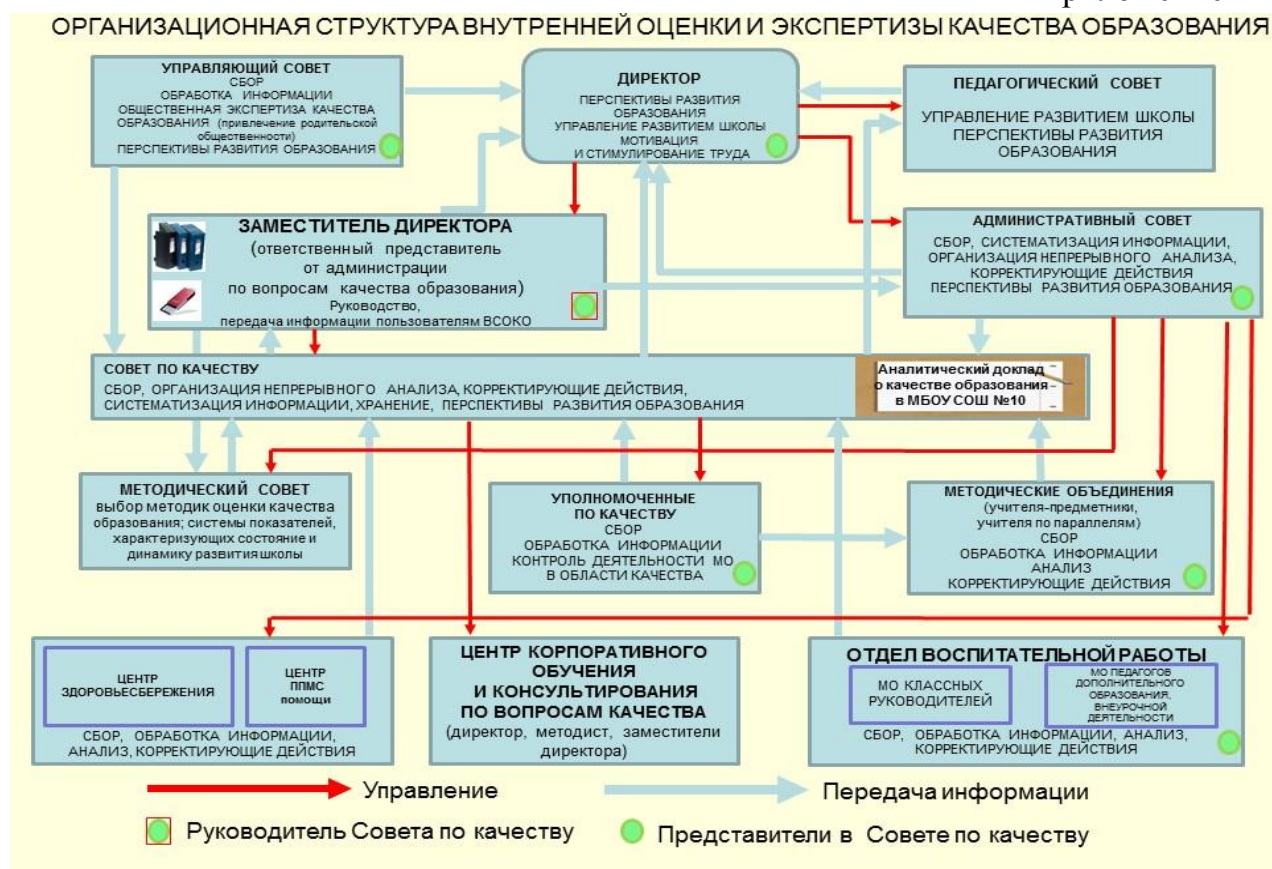 ОРГАНИЗАЦИОННАЯ СТРУКТУРА ВНУТРЕННЕЙ ОЦЕНКИ И ЭКСПЕРТИЗЫ КАЧЕСТВА ОБРАЗОВАНИЯ
УПРАВЛЯЮЩИЙ СОВЕТ
СБОР
ОБРАБОТКА ИНФОРМАЦИИ
ОБЩЕСТВЕННАЯ ЭКСПЕРТИЗА КАЧЕСТВА
ОБРАЗОВАНИЯ (привлечение родительской
общественности)
ПЕРСПЕКТИВЫ РАЗВИТИЯ ОБРАЗОВАНИЯ
ДИРЕКТОР
ПЕРСПЕКТИВЫ РАЗВИТИЯ
ОБРАЗОВАНИЯ
УПРАВЛЕНИЕ РАЗВИТИЕМ ШКОЛЫ
МОТИВАЦИЯ
И СТИМУЛИРОВАНИЕ ТРУДА
ПЕДАГОГИЧЕСКИЙ СОВЕТ
УПРАВЛЕНИЕ РАЗВИТИЕМ ШКОЛЫ
ПЕРСПЕКТИВЫ РАЗВИТИЯ
ОБРАЗОВАНИЯ
ЗАМЕСТИТЕЛЬ ДИРЕКТОРА
(ответственный представитель
от администрации
по вопросам качества образования)
Руководство,
передача информации пользователям ВСОКО
АДМИНИСТРАТИВНЫЙ СОВЕТ
СБОР, СИСТЕМАТИЗАЦИЯ ИНФОРМАЦИИ,
ОРГАНИЗАЦИЯ НЕПРЕРЫВНОГО АНАЛИЗА,
КОРРЕКТИРУЮЩИЕ ДЕЙСТВИЯ
ПЕРСПЕКТИВЫ РАЗВИТИЯ ОБРАЗОВАНИЯ
СОВЕТ ПО КАЧЕСТВУ
СБОР, ОРГАНИЗАЦИЯ НЕПРЕРЫВНОГО АНАЛИЗА, КОРРЕКТИРУЮЩИЕ ДЕЙСТВИЯ,
СИСТЕМАТИЗАЦИЯ ИНФОРМАЦИИ, ХРАНЕНИЕ, ПЕРСПЕКТИВЫ РАЗВИТИЯ ОБРАЗОВАНИЯ
Аналитический доклад
о качестве образования
в МБОУ СОШ №10
МЕТОДИЧЕСКИЙ СОВЕТ
выбор методик оценки качества
образования; системы показателей,
характеризующих состояние и
динамику развития школы
УПОЛНОМОЧЕННЫЕ
ПО КАЧЕСТВУ
СБОР
ОБРАБОТКА ИНФОРМАЦИИ
КОНТРОЛЬ ДЕЯТЕЛЬНОСТИ МО
В ОБЛАСТИ КАЧЕСТВА
МЕТОДИЧЕСКИЕ ОБЪЕДИНЕНИЯ
(учителя-предметники,
учителя по параллелям)
СБОР
ОБРАБОТКА ИНФОРМАЦИИ
АНАЛИЗ
КОРРЕКТИРУЮЩИЕ ДЕЙСТВИЯ
ЦЕНТР
ЗДОРОВЬЕСБЕРЕЖЕНИЯ
ЦЕНТР
ППМС
помощи
СБОР, ОБРАБОТКА ИНФОРМАЦИИ,
АНАЛИЗ, КОРРЕКТИРУЮЩИЕ ДЕЙСТВИЯ
ЦЕНТР КОРПОРАТИВНОГО
ОБУЧЕНИЯ
И КОНСУЛЬТИРОВАНИЯ
ПО ВОПРОСАМ КАЧЕСТВА
(директор, методист, заместители
директора)
ОТДЕЛ ВОСПИТАТЕЛЬНОЙ РАБОТЫ
МО КЛАССНЫХ
РУКОВОДИТЕЛЕЙ
МО ПЕДАГОГОВ
ДОПОЛНИТЕЛЬНОГО
ОБРАЗОВАНИЯ,
ВНЕУРОЧНОЙ
ДЕЯТЕЛЬНОСТИ
СБОР, ОБРАБОТКА ИНФОРМАЦИИ, АНАЛИЗ,
КОРРЕКТИРУЮЩИЕ ДЕЙСТВИЯ
Управление
Передача информации
Руководитель Совета по качеству
Представители в Совете по качеству